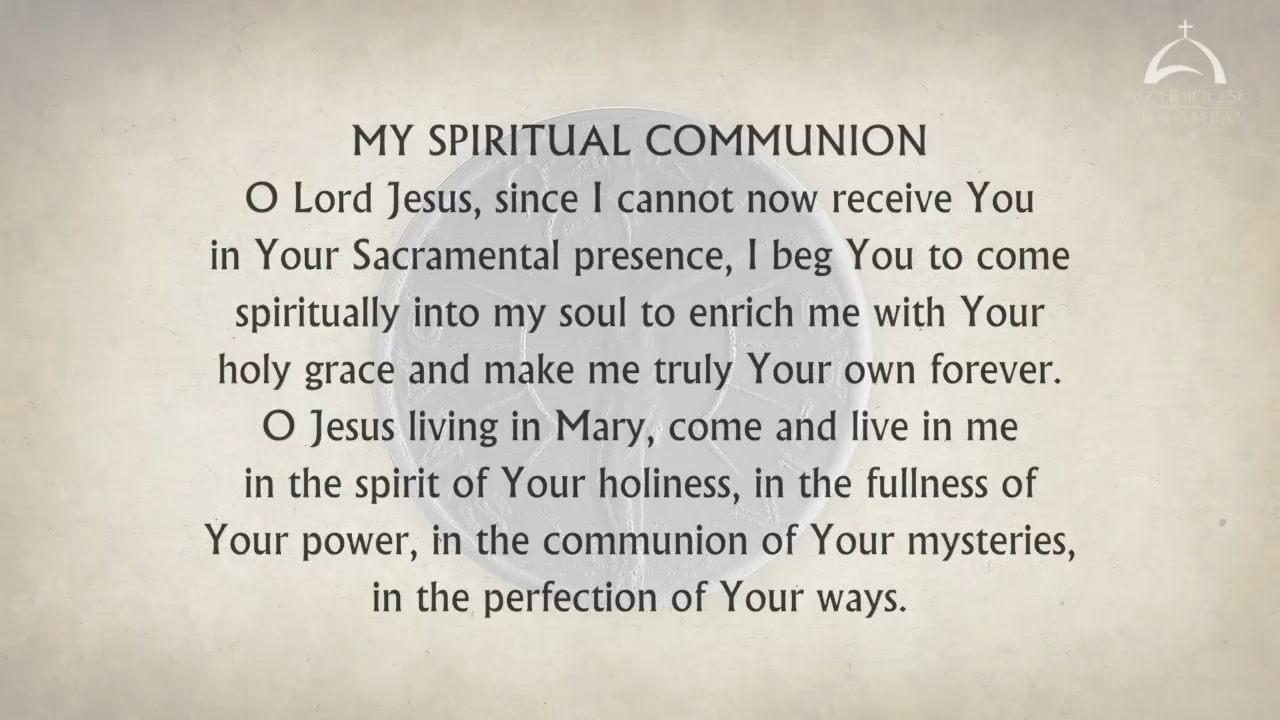 ARCHDIOCESE
MY SPIRITUAL COMMUNION
O Lord Jesus, since I cannot now receive You
in Your Sacramental presence, I beg You to come
spiritually into my soul to enrich me with Your
holy grace and make me truly Your own forever.
O Jesus living in Mary, come and live in me
in the spirit of Your holiness, in the fullness of
Your power, in the communion of Your mysteries,
in the perfection of Your ways.